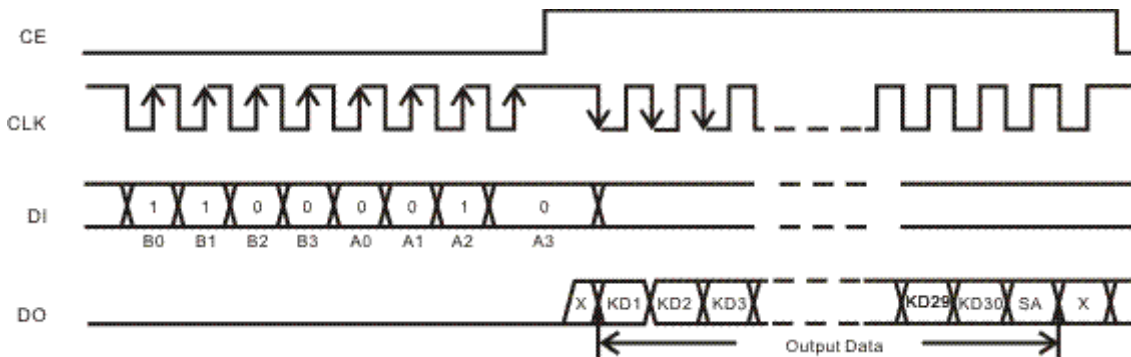 CE
CLK
DI
1 1 0 0 0 0 1 0
B0 B1 B2 B3 A0 A1 A2 A3
DO
X KD1 KD2 KD3 KD29 KD30 SA X
Output Data